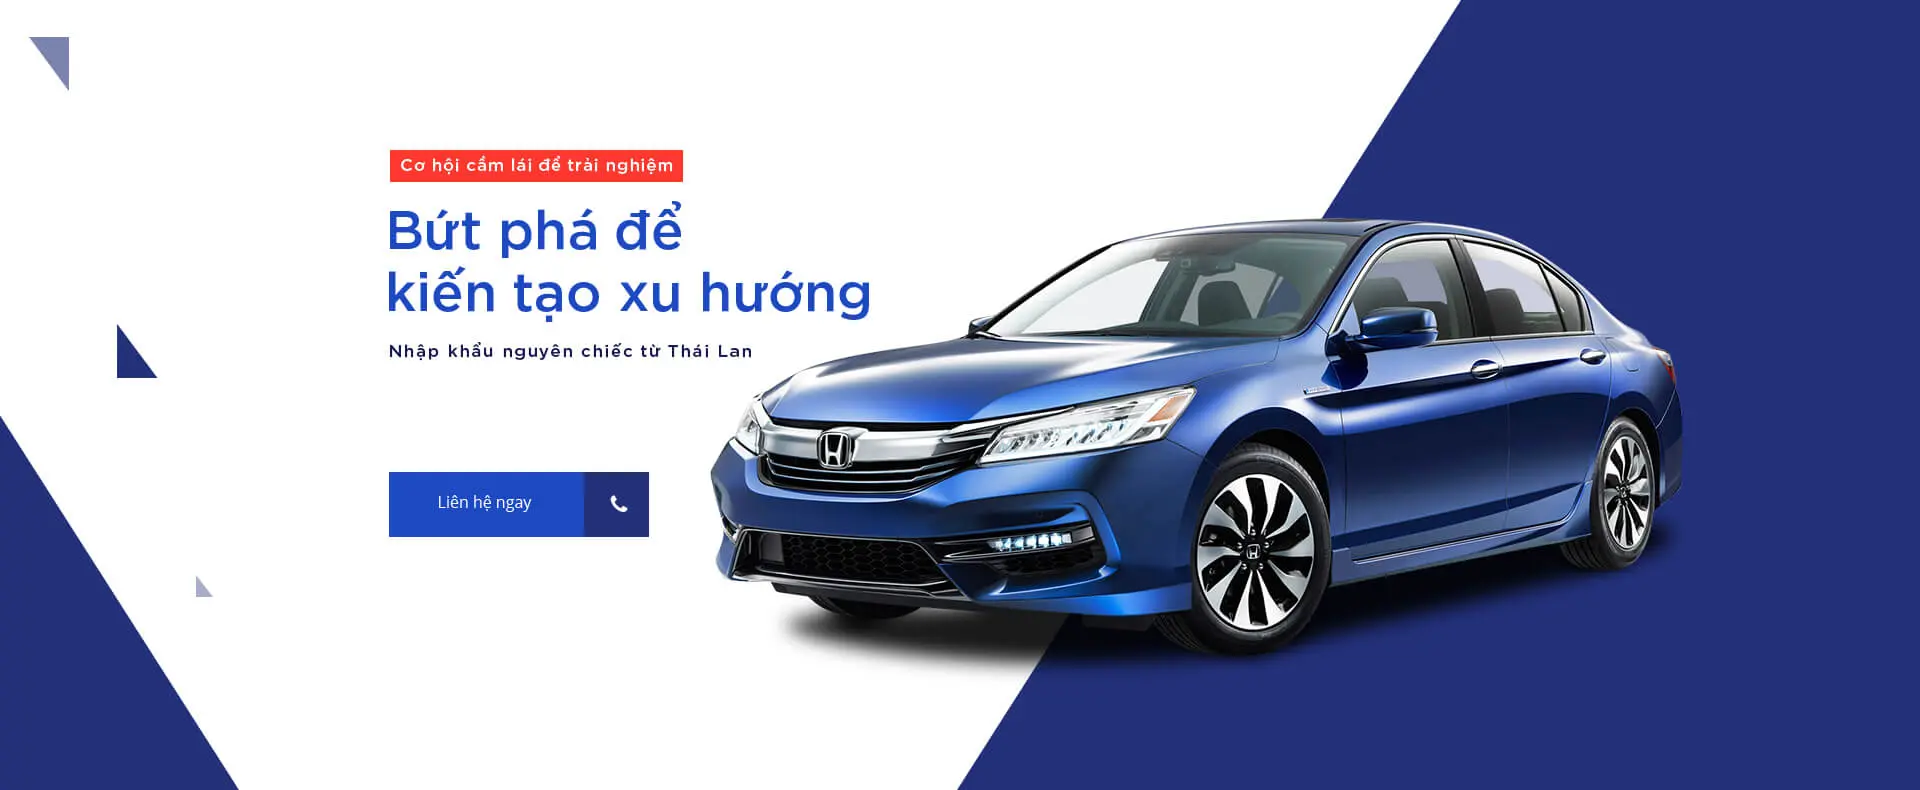 Cơ hội cầm lái để trải nghiệm
Bứt phá để
kiến tạo xu hướng
Nhập khẩu nguyên chiếc từ Thái Lan
Liên hệ ngay